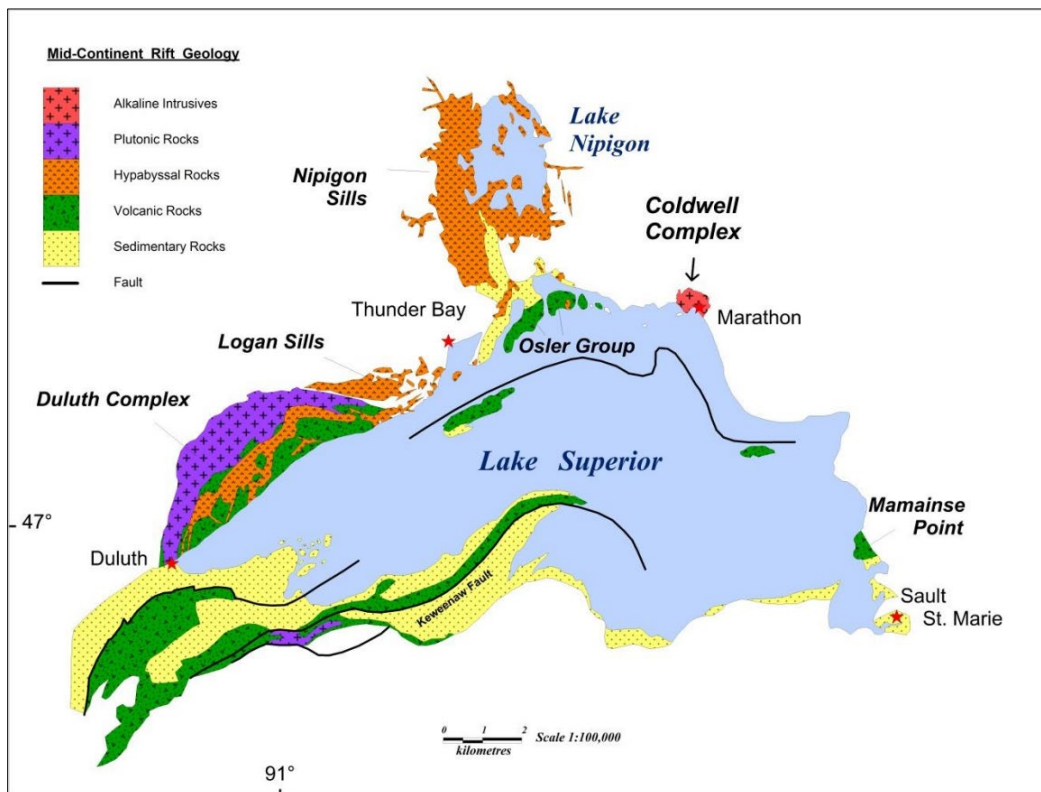 Mid-Continent Rift Geology
Alkaline Intrusives
Plutonic Rocks
Hypabyssal Rocks
Volcanic Rocks
Sedimentary Rocks
Fault
Lake
Nipigon
Nipigon
Sills
Coldwell
Complex
Thunder Bay
Marathon
Logan Sills
Osler Group
Duluth Complex
Lake Superior
47°
Mamainse
Point
Duluth
Keweenaw Fault
Sault
St. Marie
0 1 2
kilometres
Scale 1:100,000
91°